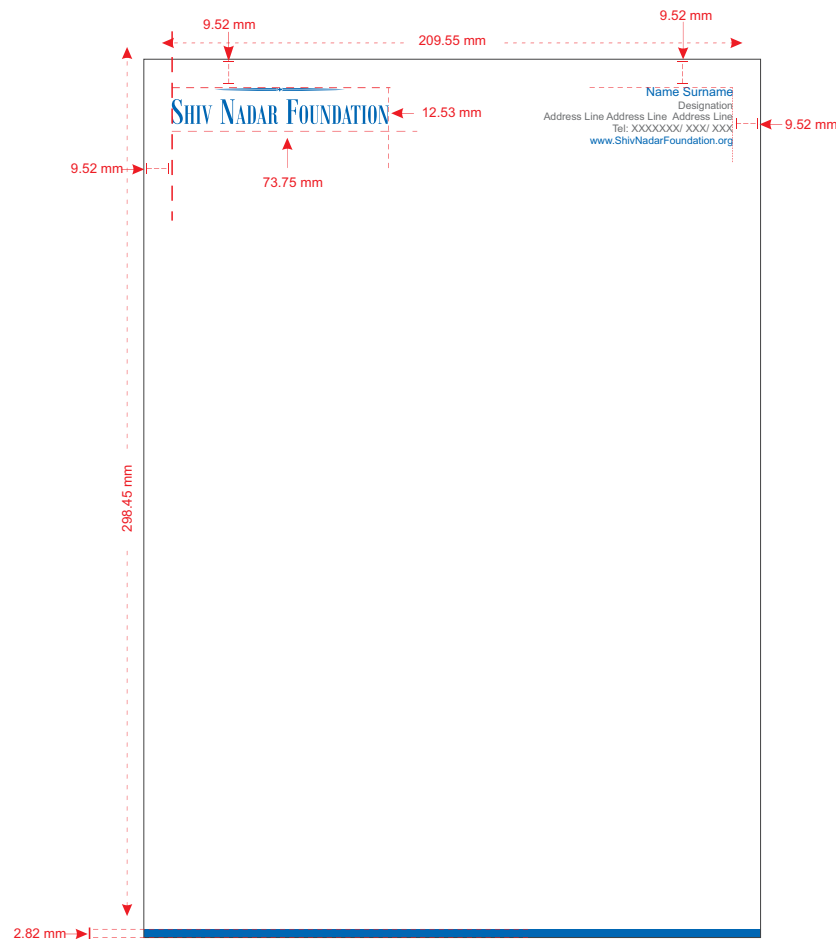 9.52 mm
9.52 mm
209.55 mm
SHIV NADAR FOUNDATION
12.53 mm
Name Surname
Designation
Address Line Address Line  Address Line
Tel: XXXXXXX/ XXX/ XXX
www.ShivNadarFoundation.org
9.52 mm
9.52 mm
73.75 mm
298.45 mm
2.82 mm